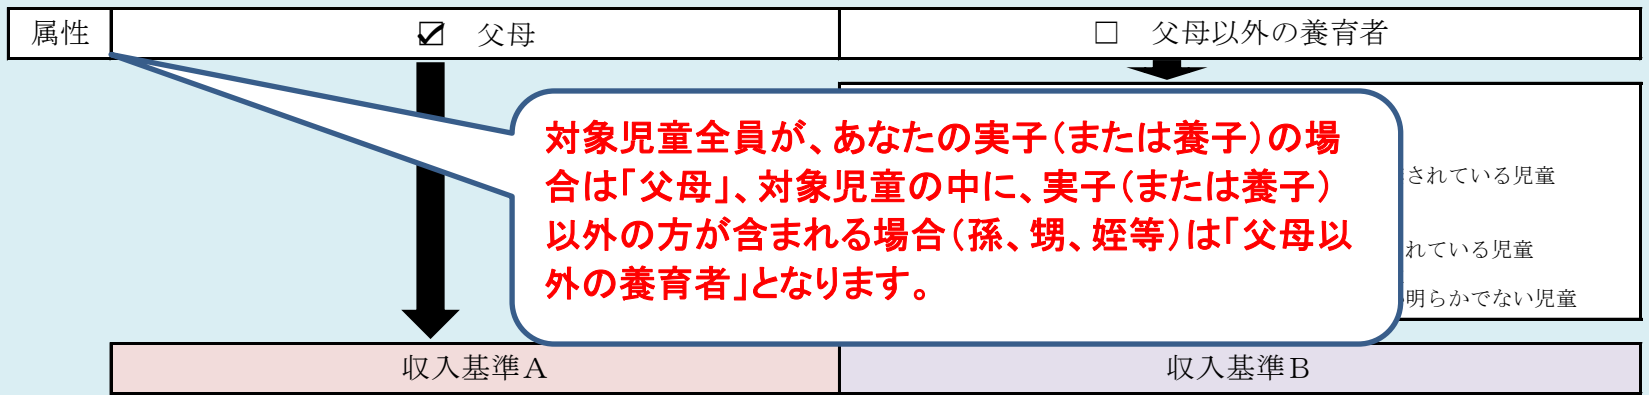 属性
☑ 父母
□ 父母以外の養育者
対象児童全員が、あなたの実子(または養子)の場
合は「父母」、対象児童の中に、実子(または養子)
以外の方が含まれる場合(孫、甥、姪等)は「父母以
外の養育者」となります。
されている児童
れている児童
明らかでない児童
収入基準A
収入基準B